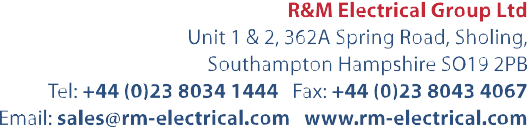 R&M Electrical Group Ltd
Unit 1 & 2, 362A Spring Road, Sholing,
Southampton Hampshire SO19 2PB
Tel: +44 (0)23 8034 1444 Fax: +44 (0)23 8043 4067
Email: sales@rm-electrical.com www.rm-electrical.com